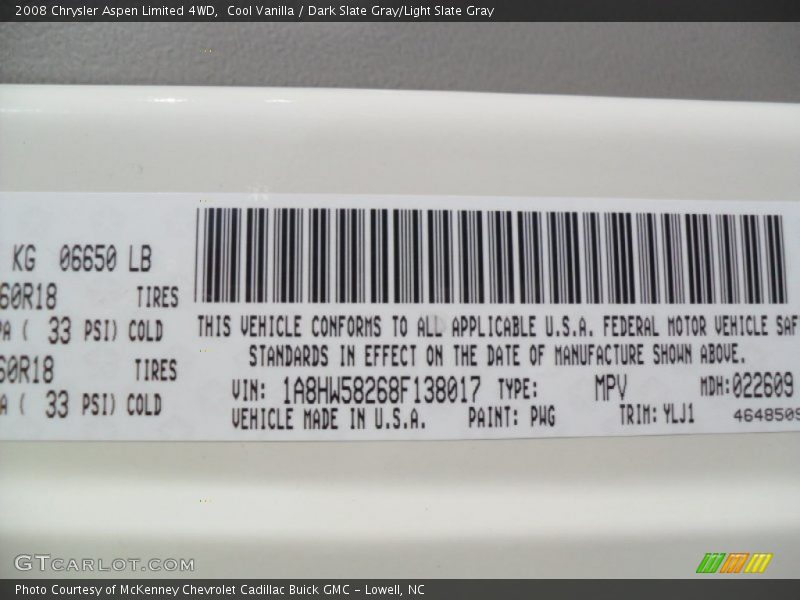 2008 Chrysler Aspen Limited 4WD,  Cool Vanilla / Dark Slate Gray/Light Slate Gray
KG 06650 LB
60R18 TIRES
PA ( 33 PSI) COLD
60R18 TIRES
A ( 33 PSI) COLD
THIS VEHICLE CONFORMS TO ALL APPLICABLE U.S.A. FEDERAL MOTOR VEHICLE SAF
STANDARDS IN EFFECT ON THE DATE OF MANUFACTURE SHOWN ABOVE.
VIN: 1A8HW58268F138017 TYPE: MPV MDH:022609
VEHICLE MADE IN U.S.A. PAINT: PWG TRIM: YLJ1 4648509
GTCARLOT.COM
Photo Courtesy of McKenney Chevrolet Cadillac Buick GMC - Lowell, NC